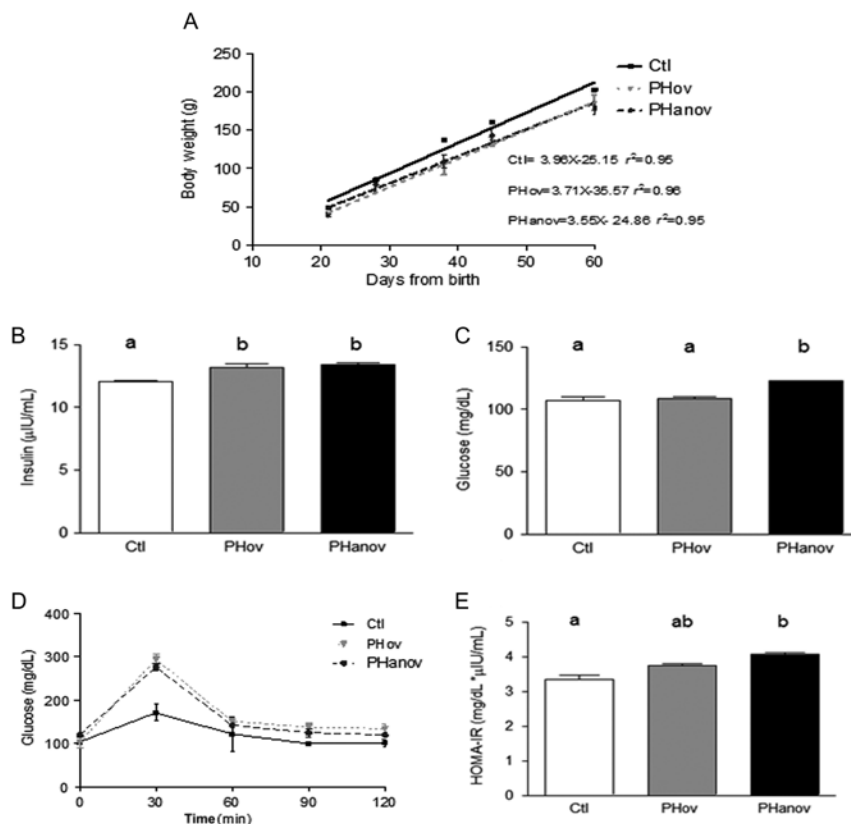 A
Body weight (g)
250
200
150
100
50
0
10 20 30 40 50 60
Days from birth
Ctl
PHov
PHanov
Ctl= 3.96X-25.15 r²=0.95
PHov=3.71X-35.57 r²=0.96
PHanov=3.55X- 24.86 r²=0.95
B
Insulin (µIU/mL)
15
10
5
0
a b b
Ctl PHov PHanov
C
Glucose (mg/dL)
150
100
50
0
a a b
Ctl PHov PHanov
D
Glucose (mg/dL)
400
300
200
100
0
0 30 60 90 120
Time (min)
Ctl
PHov
PHanov
E
HOMA-IR (mg/dL *µIU/mL)
5
4
3
2
1
0
a ab b
Ctl PHov PHanov